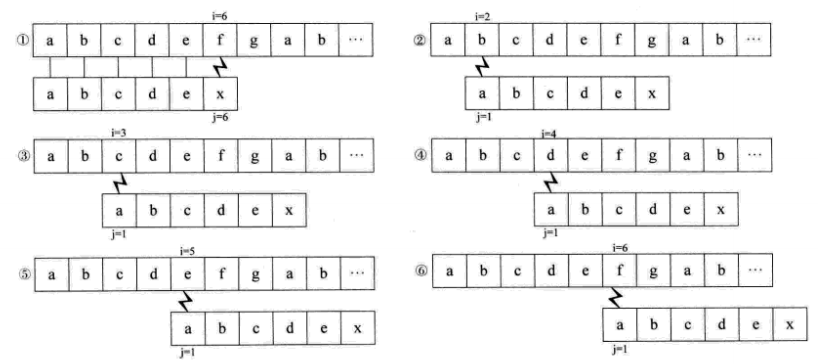 i=6
① a b c d e f g a b …
a b c d e x
j=6
i=2
② a b c d e f g a b …
a b c d e x
j=1
i=3
③ a b c d e f g a b …
a b c d e x
j=1
i=4
④ a b c d e f g a b …
a b c d e x
j=1
i=5
⑤ a b c d e f g a b …
a b c d e x
j=1
i=6
⑥ a b c d e f g a b …
a b c d e x
j=1